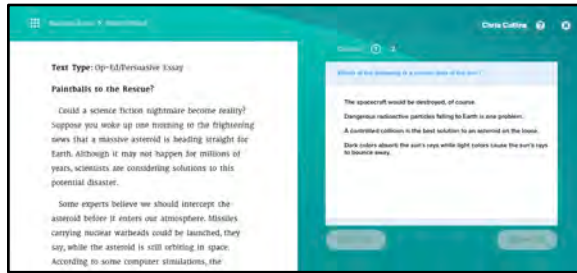 Chris Collins
Text Type: Op-Ed/Persuasive Essay
Paintballs to the Rescue?
Could a science fiction nightmare become reality?
Suppose you woke up one morning to the frightening
news that a massive asteroid is heading straight for
Earth. Although it may not happen for millions of
years, scientists are considering solutions to this
potential disaster.
Some experts believe we should intercept the
asteroid before it enters our atmosphere. Missiles
carrying nuclear warheads could be launched, they
say, while the asteroid is still orbiting in space.
According to some computer simulations, the
1 2
Which of the following is a
The spacecraft would be destroyed, of course.
Dangerous radioactive particles falling to Earth is one problem.
A controlled collision is the best solution to an asteroid on the loose.
Dark colors absorb the sun's rays while light colors cause the sun's rays
to bounce away.